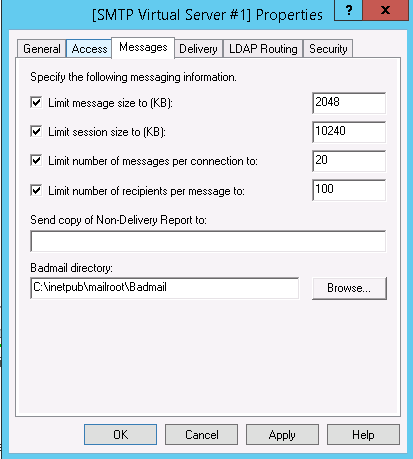 [SMTP Virtual Server #1] Properties ? x
General Access Messages Delivery LDAP Routing Security
Specify the following messaging information.
Limit message size to (KB): 2048
Limit session size to (KB): 10240
Limit number of messages per connection to: 20
Limit number of recipients per message to: 100
Send copy of Non-Delivery Report to:
Badmail directory:
C:\inetpub\mailroot\Badmail Browse...
OK Cancel Apply Help